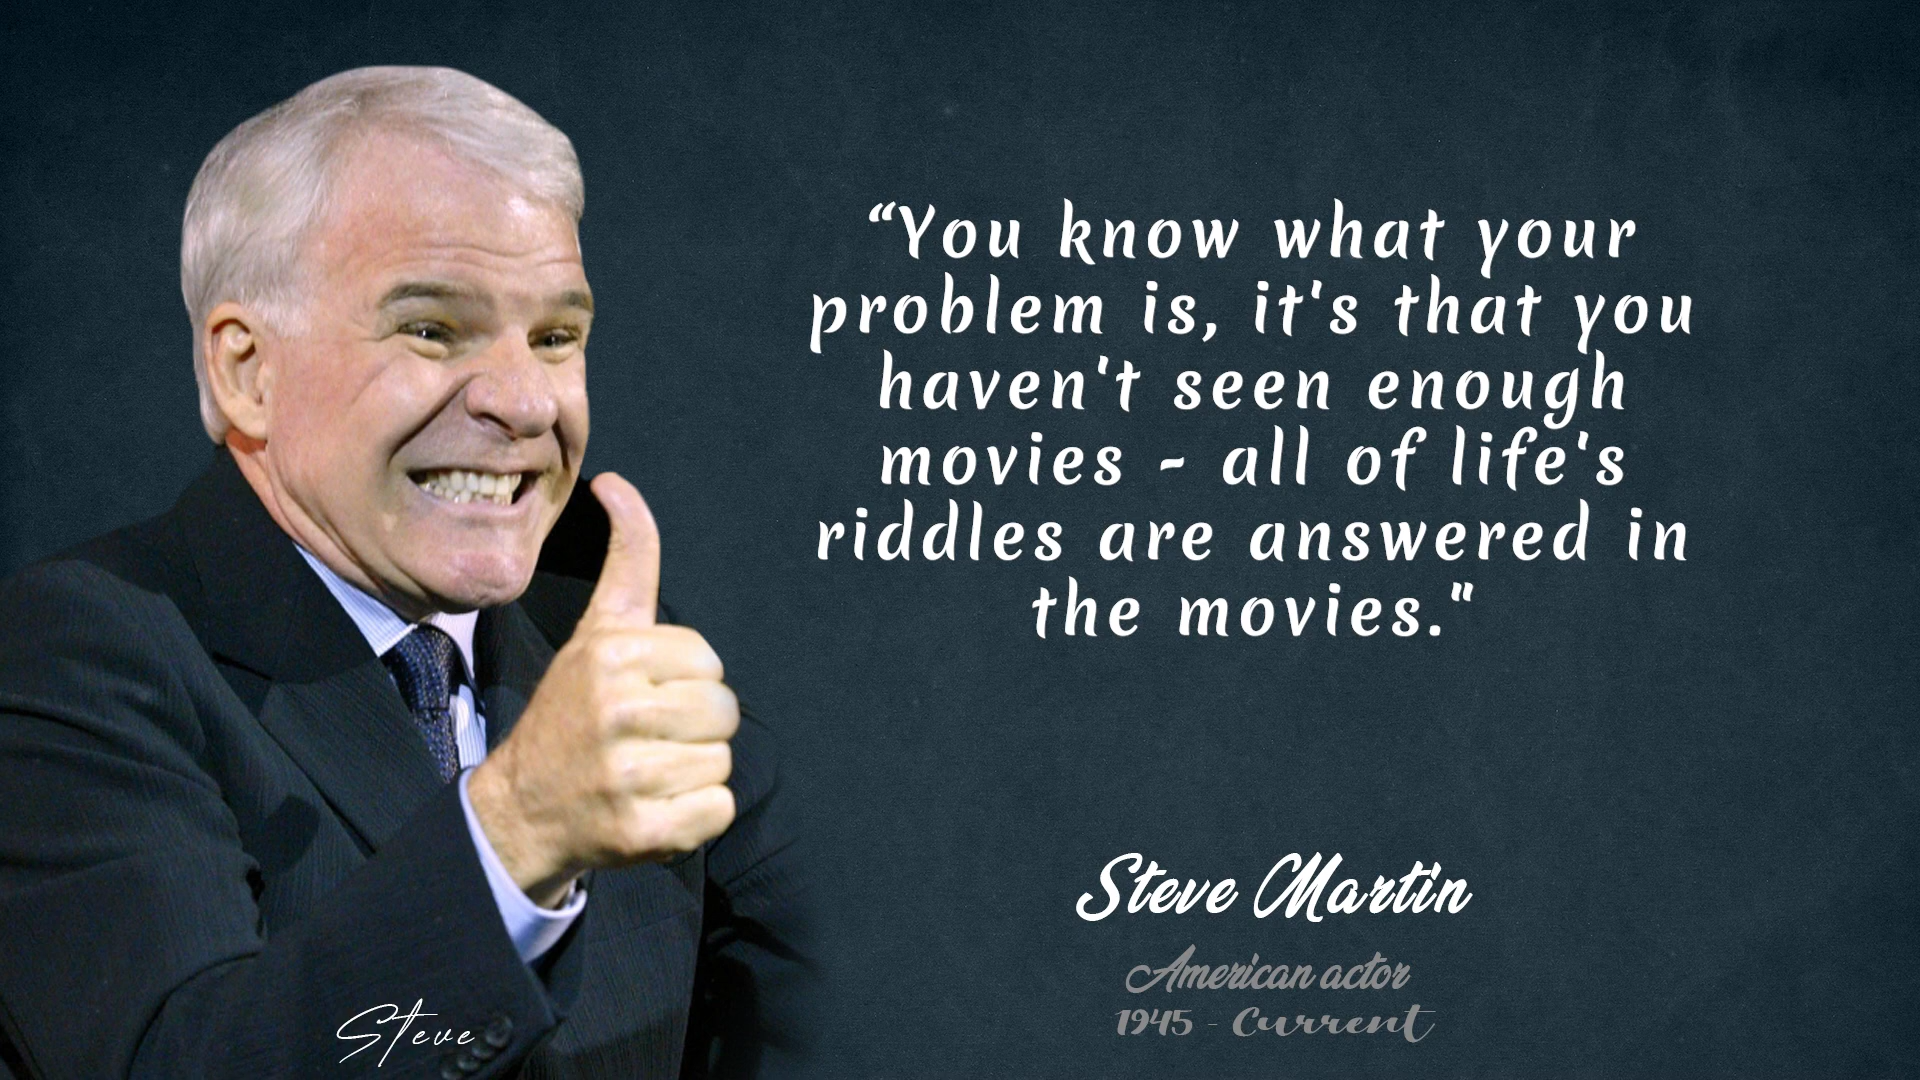 “You know what your
problem is, it's that you
haven't seen enough
movies - all of life's
riddles are answered in
the movies."
Steve Martin
American actor
1945 - Current
Steve